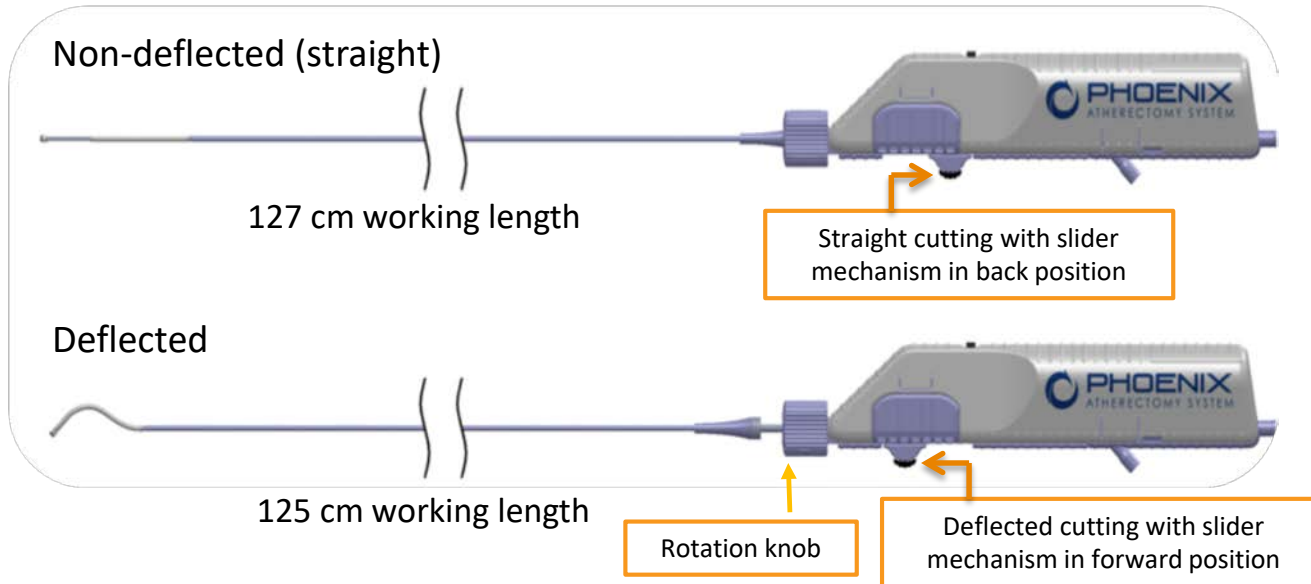 Non-deflected (straight)
PHOENIX
ATHERECTOMY SYSTEM
127 cm working length
Straight cutting with slider
mechanism in back position
Deflected
PHOENIX
ATHERECTOMY SYSTEM
125 cm working length
Rotation knob
Deflected cutting with slider
mechanism in forward position